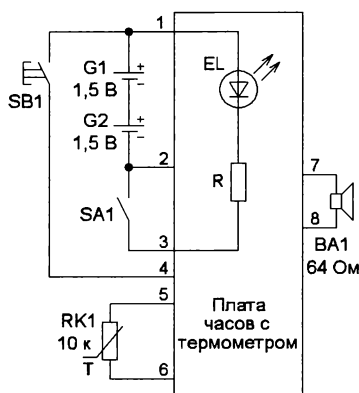 1
EL
G1
1,5 В
SB1
G2
1,5 В
2
R
7
SA1
8
BA1
64 Ом
3
4
5
RK1
10 к
T
6
Плата
часов с
термометром